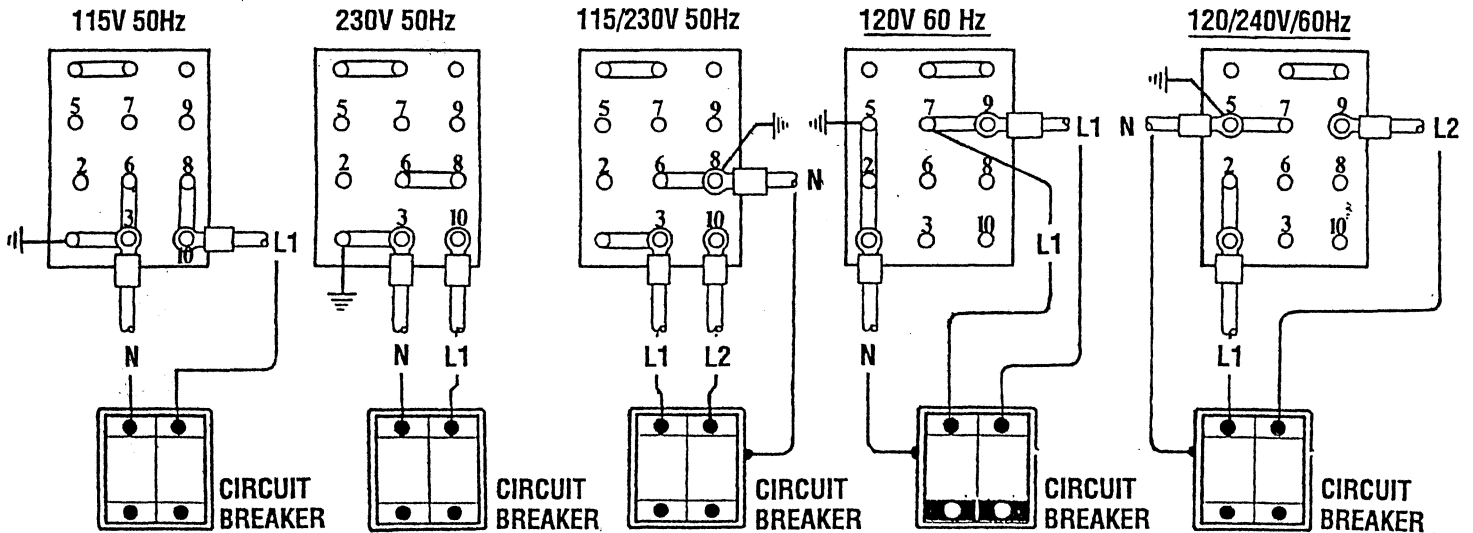 115V 50Hz
5 7 9
2 6 8
3
10
L1
N
CIRCUIT
BREAKER
230V 50Hz
5 7 9
2 6 8
3 10
N L1
CIRCUIT
BREAKER
115/230V 50Hz
5 7 9
2 6 8
N
3 10
L1 L2
CIRCUIT
BREAKER
120V 60 Hz
5 7 9
L1
2 6 8
3 10
L1
N
CIRCUIT
BREAKER
120/240V/60Hz
N 5 7 9 L2
2 6 8
3 10
L1
CIRCUIT
BREAKER